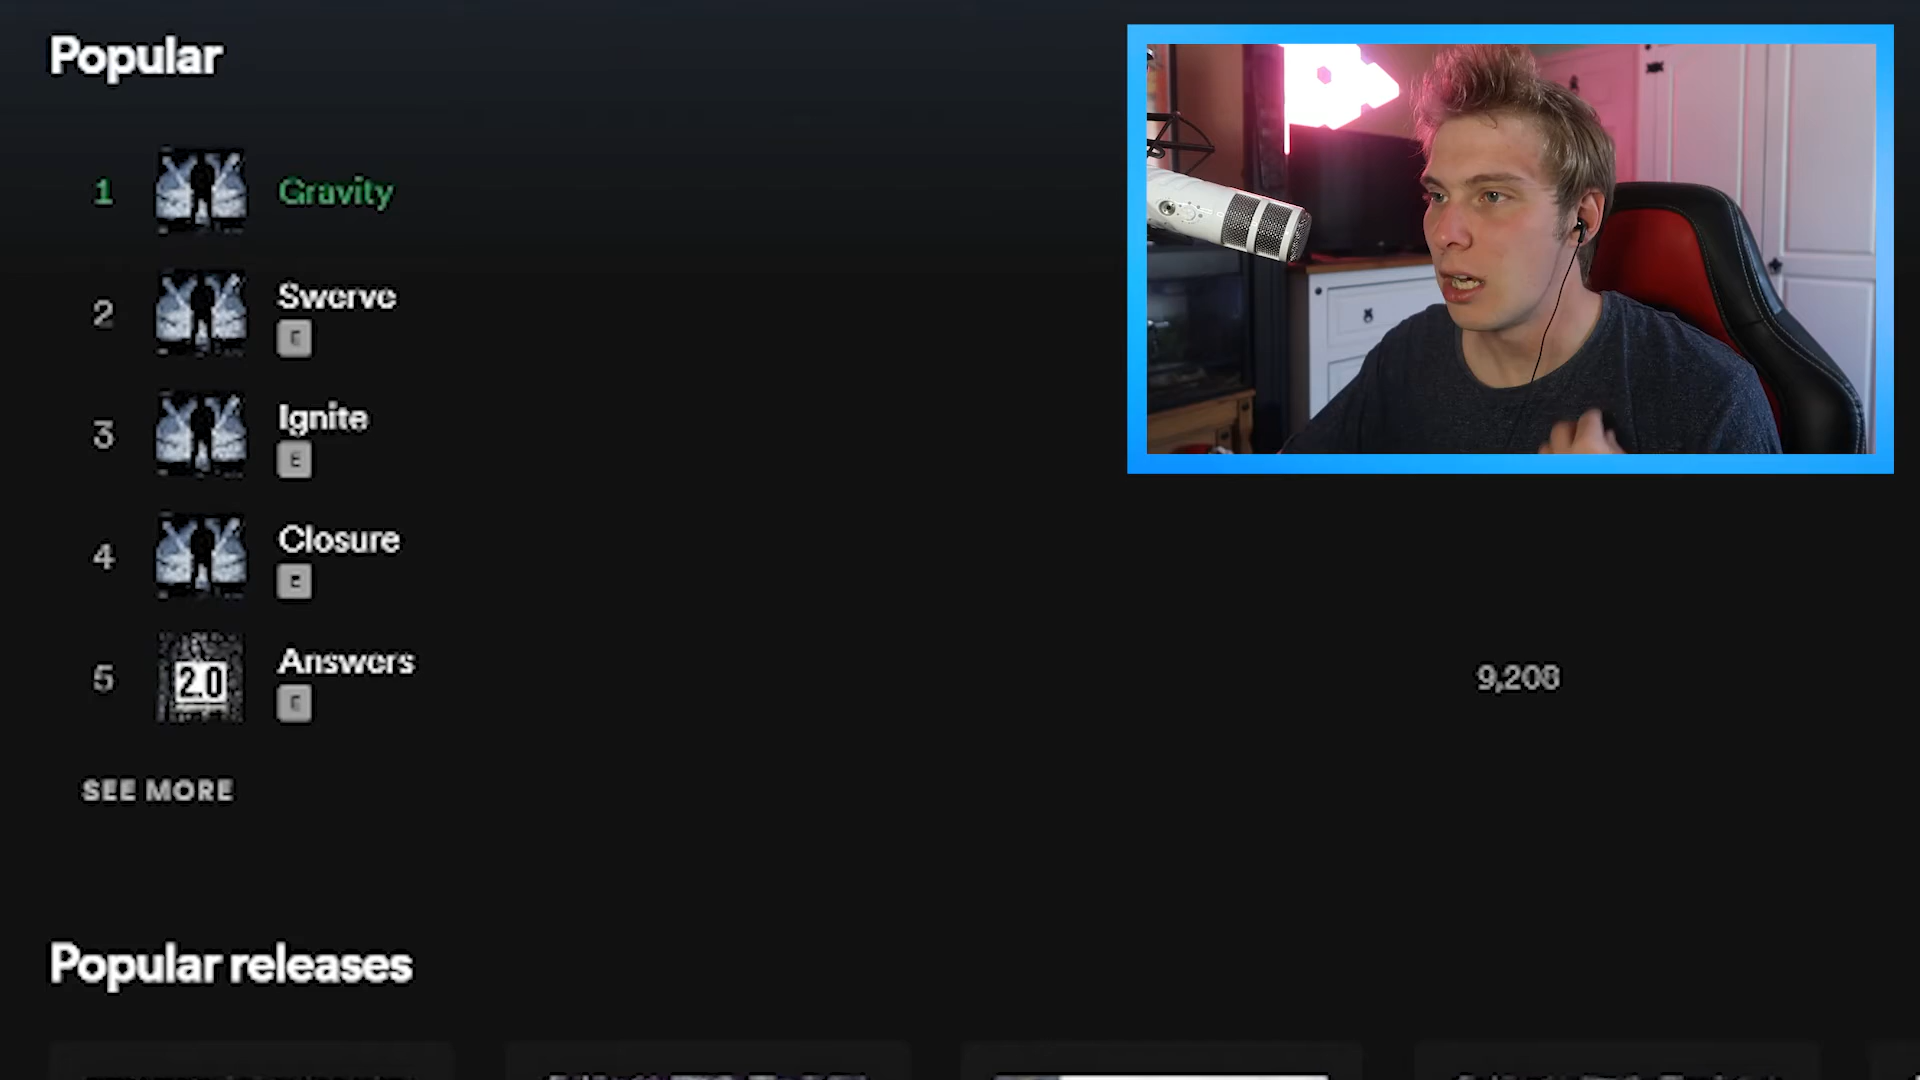 Popular
1
Gravity
2
Swerve
E
3
Ignite
E
4
Closure
E
5
2.0
Answers
E
9,208
SEE MORE
Popular releases